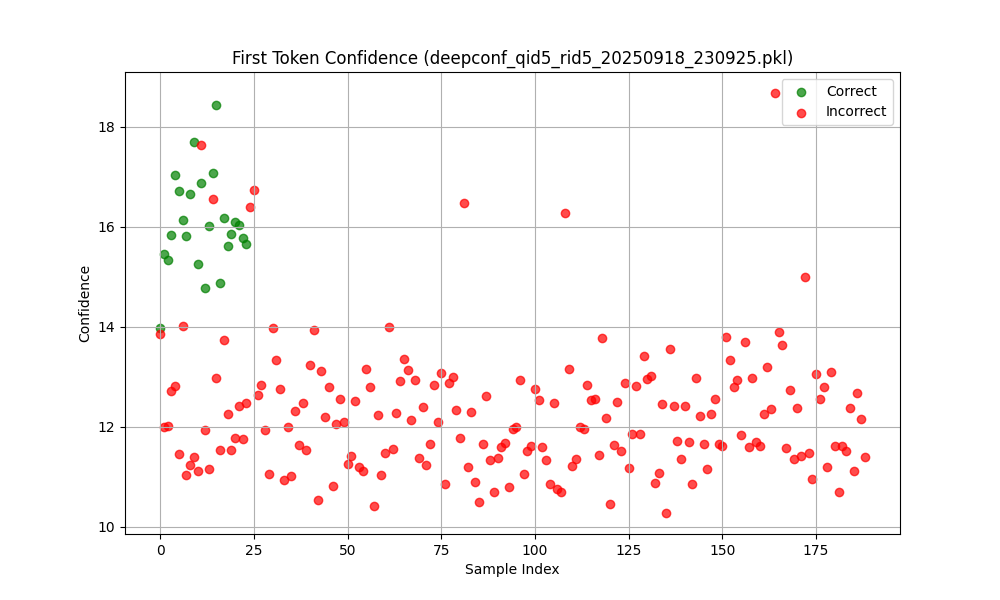 First Token Confidence (deepconf_qid5_rid5_20250918_230925.pkl)
Correct
Incorrect
18
16
14
12
10
Confidence
0 25 50 75 100 125 150 175
Sample Index